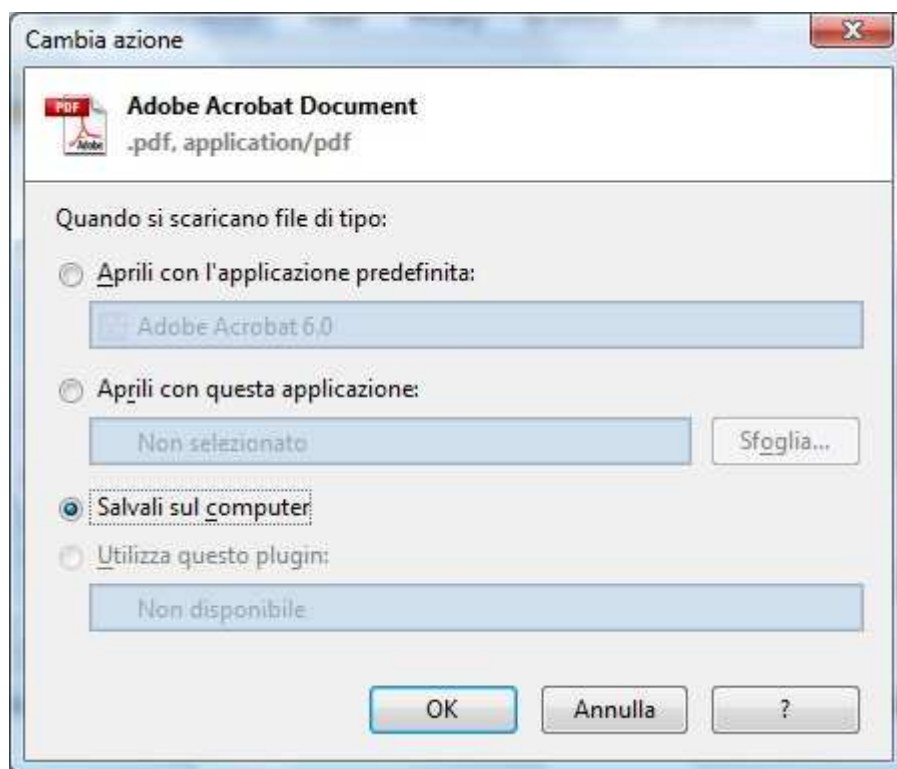 Cambia azione
PDF
Adobe
Adobe Acrobat Document
.pdf, application/pdf
Quando si scaricano file di tipo:
Aprili con l'applicazione predefinita:
Adobe Acrobat 6.0
Aprili con questa applicazione:
Non selezionato
Sfoglia...
Salvali sul computer
Utilizza questo plugin:
Non disponibile
OK
Annulla
?